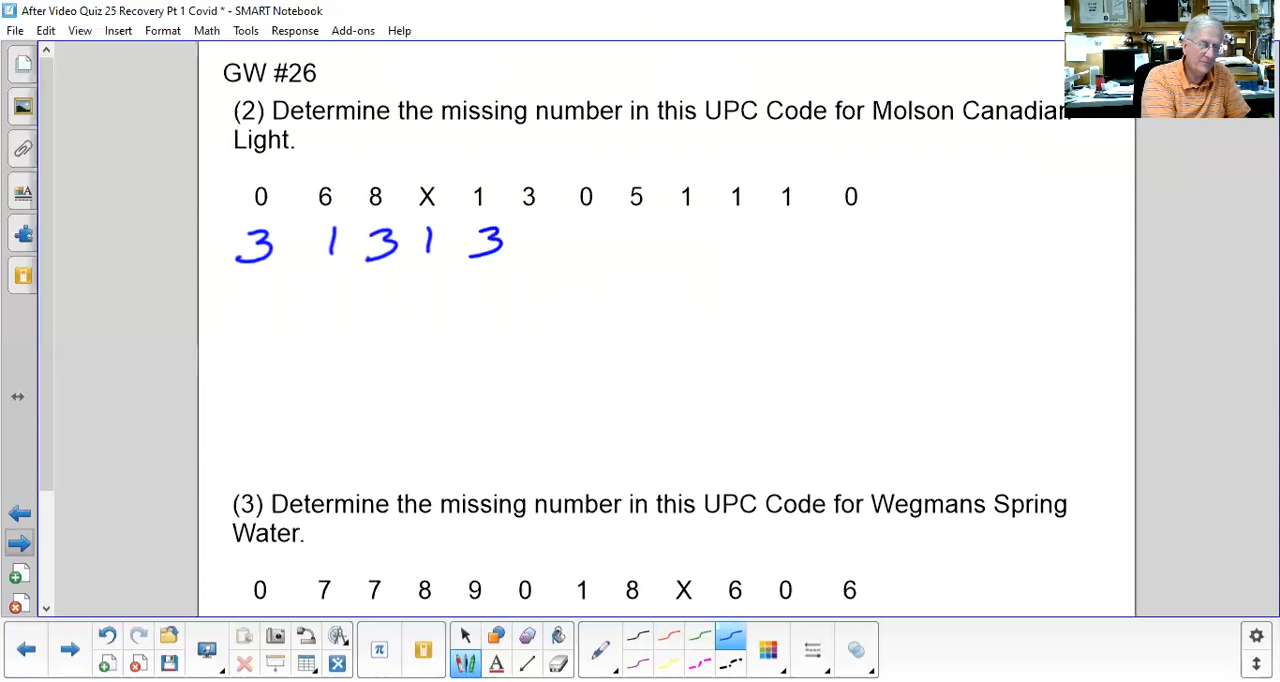 After Video Quiz 25 Recovery Pt 1 Covid * - SMART Notebook
File Edit View Insert Format Math Tools Response Add-ons Help
GW #26
(2) Determine the missing number in this UPC Code for Molson Canadian
Light.
0 6 8 X 1 3 0 5 1 1 1 0
3 1 3 1 3
(3) Determine the missing number in this UPC Code for Wegmans Spring
Water.
0 7 7 8 9 0 1 8 X 6 0 6